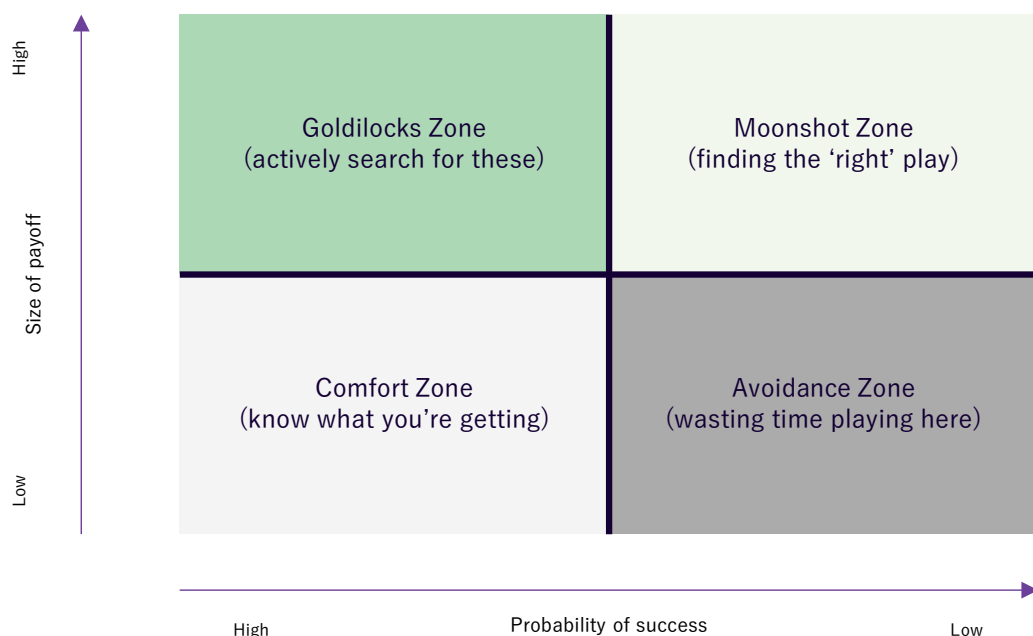 High
Goldilocks Zone
(actively search for these)
Moonshot Zone
(finding the ‘right’ play)
Size of payoff
Comfort Zone
(know what you’re getting)
Avoidance Zone
(wasting time playing here)
Low
High
Probability of success
Low